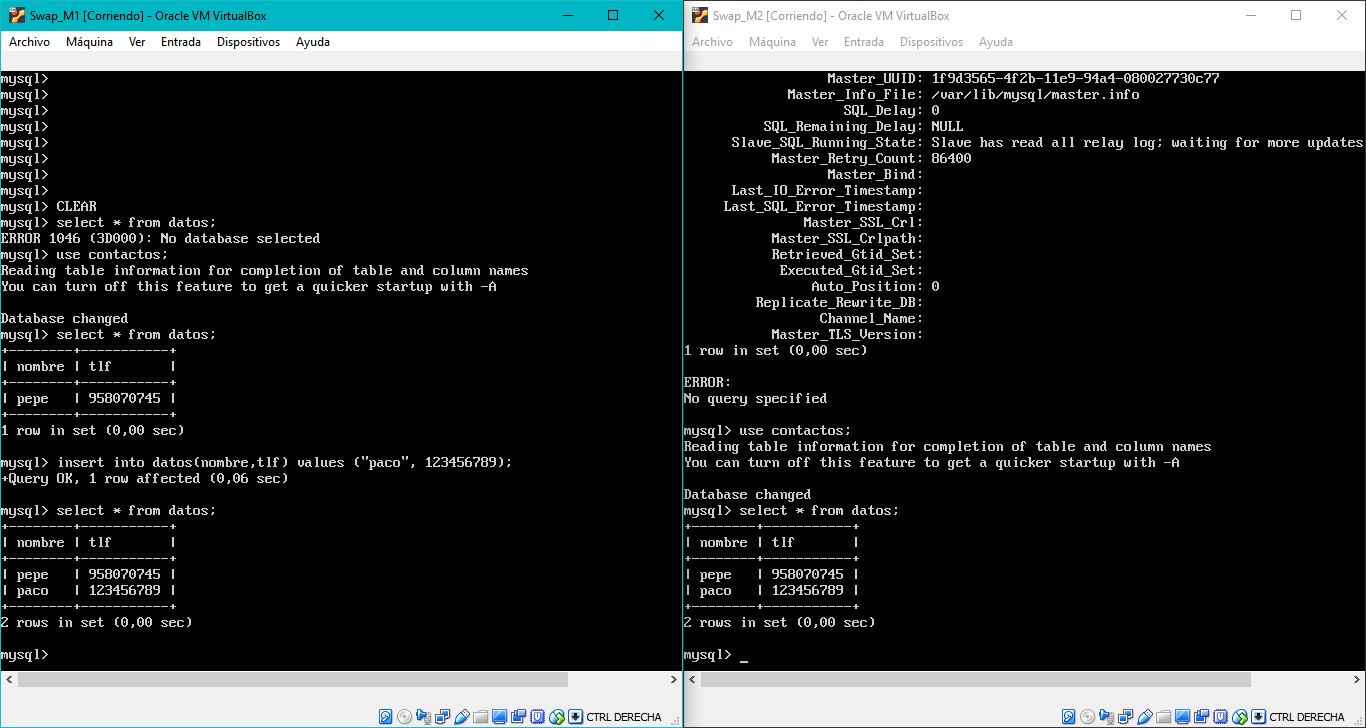 Swap_M1 [Corriendo] - Oracle VM VirtualBox
Archivo Máquina Ver Entrada Dispositivos Ayuda
mysql>
mysql>
mysql>
mysql>
mysql>
mysql>
mysql>
mysql>
mysql> CLEAR
mysql> select * from datos;
ERROR 1046 (3D000): No database selected
mysql> use contactos;
Reading table information for completion of table and column names
You can turn off this feature to get a quicker startup with -A
Database changed
mysql> select * from datos;
+--------+-----------+
| nombre | tlf       |
+--------+-----------+
| pepe   | 958070745 |
+--------+-----------+
1 row in set (0,00 sec)
mysql> insert into datos(nombre,tlf) values ("paco", 123456789);
+Query OK, 1 row affected (0,06 sec)
mysql> select * from datos;
+--------+-----------+
| nombre | tlf       |
+--------+-----------+
| pepe   | 958070745 |
| paco   | 123456789 |
+--------+-----------+
2 rows in set (0,00 sec)
mysql>
CTRL DERECHA
Swap_M2 [Corriendo] - Oracle VM VirtualBox
Archivo Máquina Ver Entrada Dispositivos Ayuda
Master_UUID: 1f9d3565-4f2b-11e9-94a4-080027730c77
Master_Info_File: /var/lib/mysql/master.info
SQL_Delay: 0
SQL_Remaining_Delay: NULL
Slave_SQL_Running_State: Slave has read all relay log; waiting for more updates
Master_Retry_Count: 86400
Master_Bind:
Last_IO_Error_Timestamp:
Last_SQL_Error_Timestamp:
Master_SSL_Crl:
Master_SSL_Crlpath:
Retrieved_Gtid_Set:
Executed_Gtid_Set:
Auto_Position: 0
Replicate_Rewrite_DB:
Channel_Name:
Master_TLS_Version:
1 row in set (0,00 sec)
ERROR:
No query specified
mysql> use contactos;
Reading table information for completion of table and column names
You can turn off this feature to get a quicker startup with -A
Database changed
mysql> select * from datos;
+--------+-----------+
| nombre | tlf       |
+--------+-----------+
| pepe   | 958070745 |
| paco   | 123456789 |
+--------+-----------+
2 rows in set (0,00 sec)
mysql> _
CTRL DERECHA